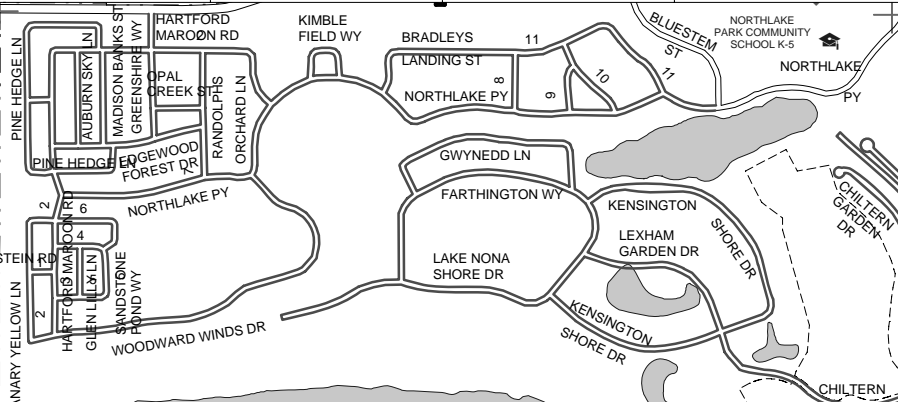 HARTFORD
MAROON RD
2
KIMBLE
FIELD WY
BRADLEYS
LANDING ST
11
BLUESTEM
ST
NORTHLAKE
PARK COMMUNITY
SCHOOL K-5
NORTHLAKE
PY
PINE HEDGE LN
AUBURN SKY LN
MADISON BANKS ST
GREENSHIRE WY
OPAL
CREEK ST
RANDOLPHS
ORCHARD LN
8
9
10
11
NORTHLAKE PY
PINE HEDGE LN
EDGEWOOD
FOREST DR
GWYNEDD LN
FARTHINGTON WY
KENSINGTON
SHORE DR
CHILTERN
GARDEN
DR
NORTHLAKE PY
2
6
4
HARTFORD MAROON RD
LEXHAM
GARDEN DR
STEIN RD
LAKE NONA
SHORE DR
GLEN LILLY LN
SANDSTONE
POND WY
2
ANARY YELLOW LN
WOODWARD WINDS DR
KENSINGTON
SHORE DR
CHILTERN